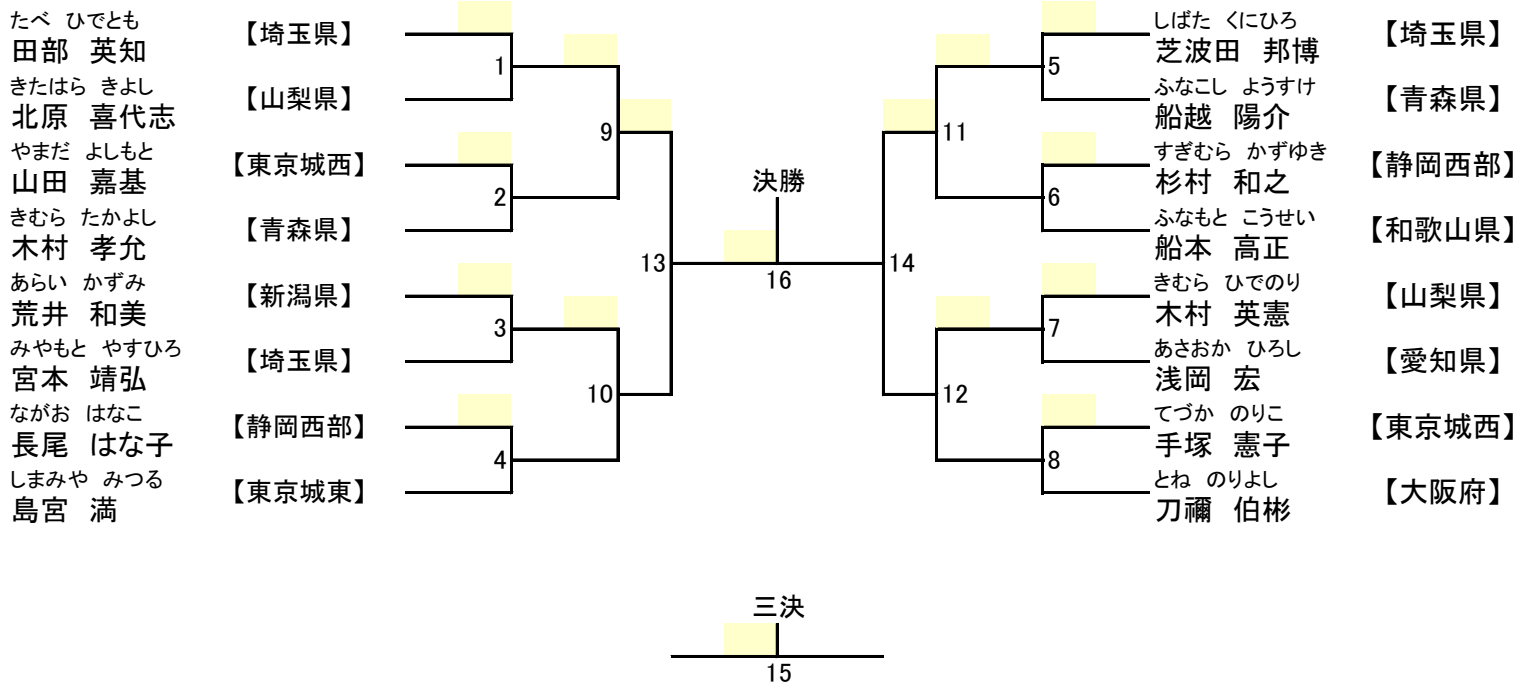 たべ ひでとも
田部 英知
【埼玉県】
きたはら きよし
北原 喜代志
【山梨県】
やまだ よしもと
山田 嘉基
【東京城西】
きむら たかよし
木村 孝允
【青森県】
あらい かずみ
荒井 和美
【新潟県】
みやもと やすひろ
宮本 靖弘
【埼玉県】
ながお はなこ
長尾 はな子
【静岡西部】
しまみや みつる
島宮 満
【東京城東】
1
2
3
4
9
10
13
決勝
16
14
11
12
5
6
7
8
しばた くにひろ
芝波田 邦博
【埼玉県】
ふなこし ようすけ
船越 陽介
【青森県】
すぎむら かずゆき
杉村 和之
【静岡西部】
ふなもと こうせい
船本 高正
【和歌山県】
きむら ひでのり
木村 英憲
【山梨県】
あさおか ひろし
浅岡 宏
【愛知県】
てづか のりこ
手塚 憲子
【東京城西】
とね のりよし
刀禰 伯彬
【大阪府】
三決
15